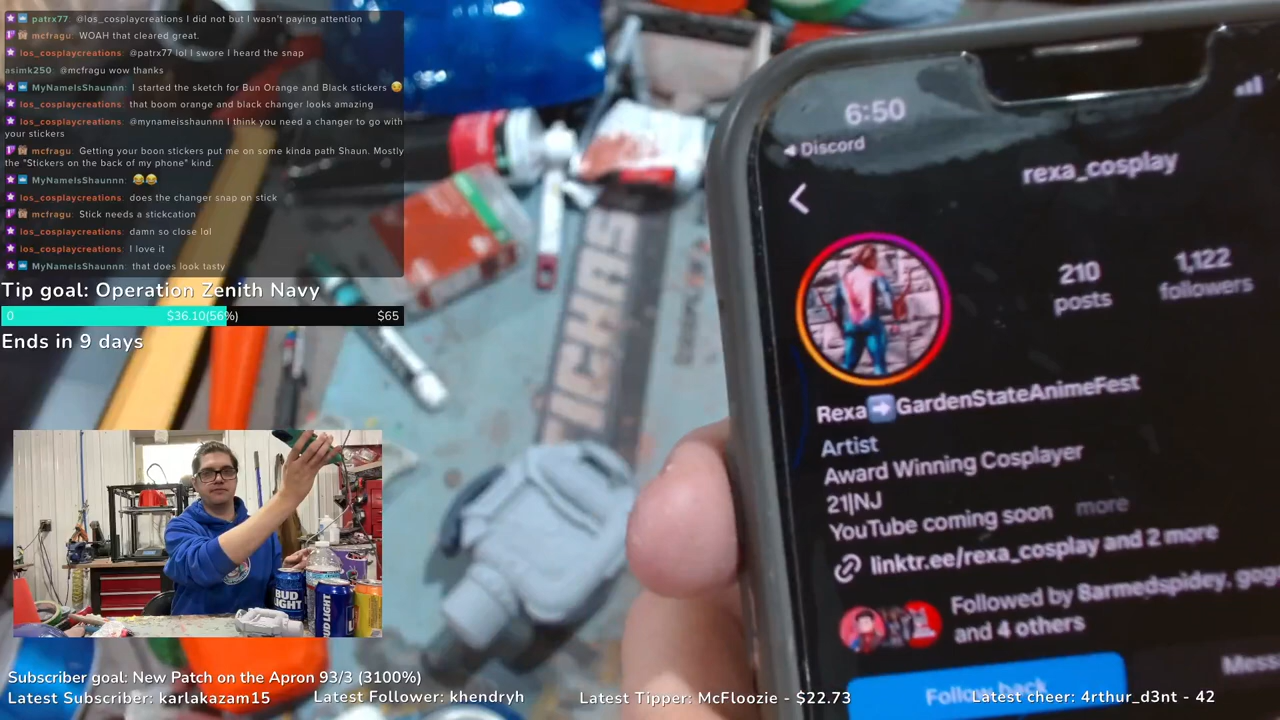 patrx77: @los_cosplaycreations I did not but I wasn't paying attention
mcfragu: WOAH that cleared great.
los_cosplaycreations: @patrx77 lol I swore I heard the snap
asimk250: @mcfragu wow thanks
MyNameIsShaunnn: I started the sketch for Bun Orange and Black stickers
los_cosplaycreations: that boom orange and black changer looks amazing
los_cosplaycreations: @mynameisshaunnn I think you need a changer to go with
your stickers
mcfragu: Getting your boon stickers put me on some kinda path Shaun. Mostly
the "Stickers on the back of my phone" kind.
MyNameIsShaunnn: 😂😂
los_cosplaycreations: does the changer snap on stick
mcfragu: Stick needs a stickcation
los_cosplaycreations: damn so close lol
los_cosplaycreations: I love it
MyNameIsShaunnn: that does look tasty
Tip goal: Operation Zenith Navy
0 $36.10(56%) $65
Ends in 9 days
6:50
Discord
rexa_cosplay
210 1,122
posts followers
Rexa➡️GardenStateAnimeFest
Artist
Award Winning Cosplayer
21|NJ
YouTube coming soon more
linktr.ee/rexa_cosplay and 2 more
Followed by 8armedspidey,
and 4 others
Follow back
BUD
LIGHT
BUD LIGHT
Subscriber goal: New Patch on the Apron 93/3 (3100%)
Latest Subscriber: karlakazam15 Latest Follower: khendryh Latest Tipper: McFloozie - $22.73 Latest cheer: 4rthur_d3nt - 42